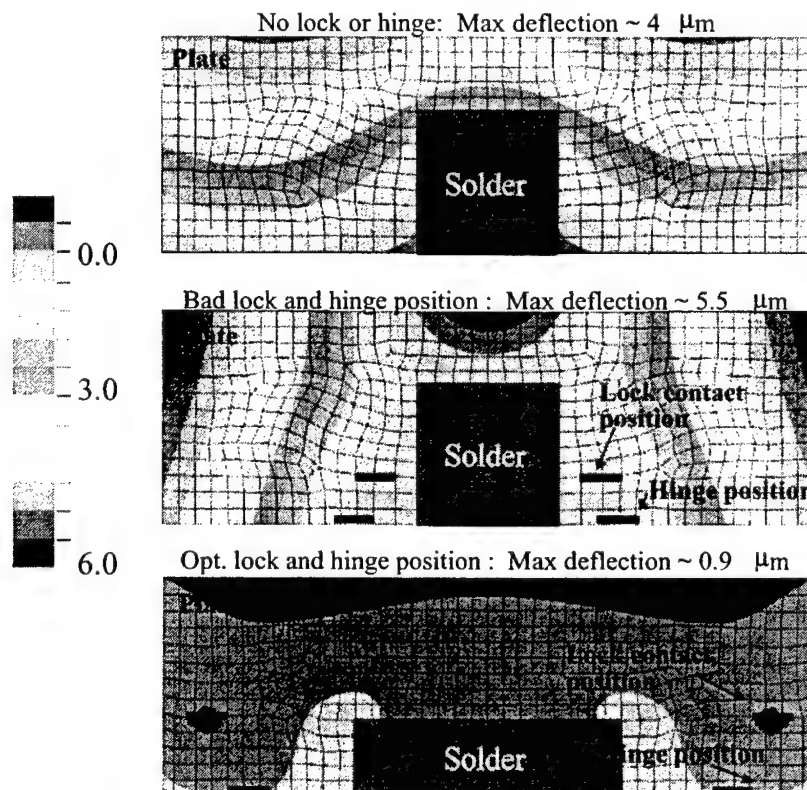 No lock or hinge: Max deflection ~ 4 μm
Plate
Solder
0.0
3.0
6.0
Bad lock and hinge position : Max deflection ~ 5.5 μm
Lock contact
position
Solder
Hinge position
Opt. lock and hinge position : Max deflection ~ 0.9 μm
position
Solder
position